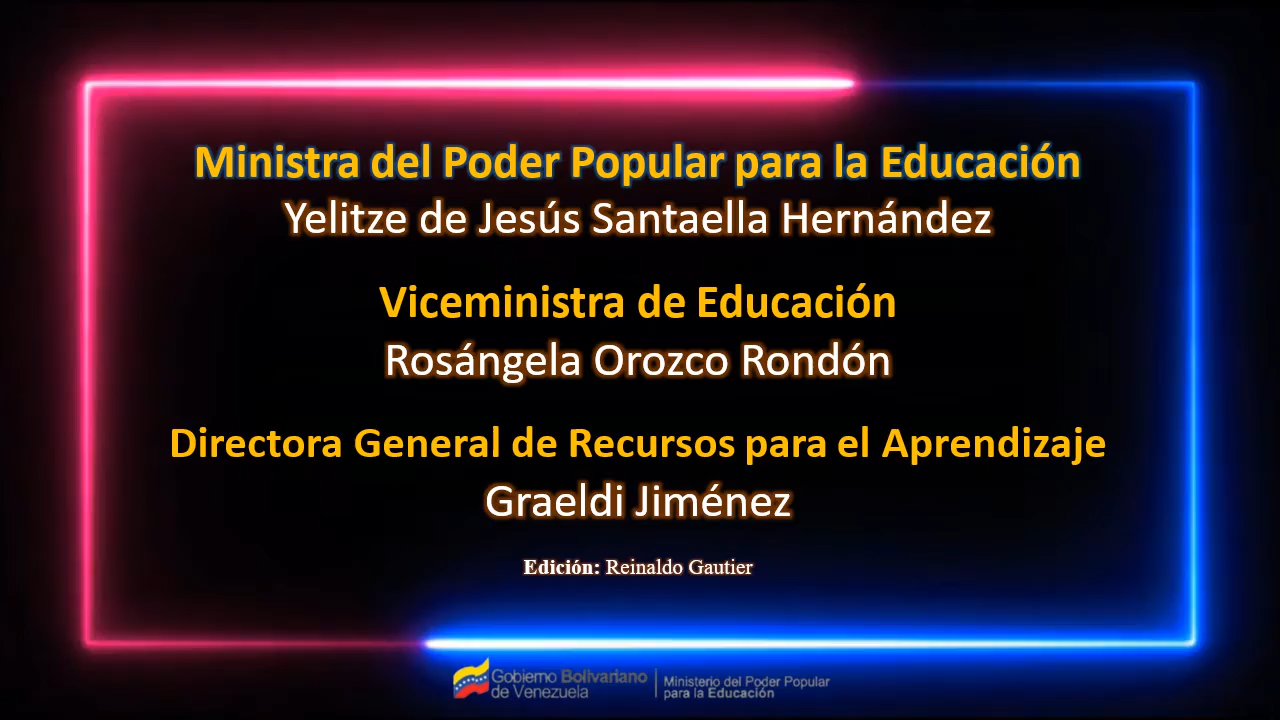 Ministra del Poder Popular para la Educación
Yelitze de Jesús Santaella Hernández
Viceministra de Educación
Rosángela Orozco Rondón
Directora General de Recursos para el Aprendizaje
Graeldi Jiménez
Edición: Reinaldo Gautier
Gobierno Bolivariano
de Venezuela
Ministerio del Poder Popular
para la Educación